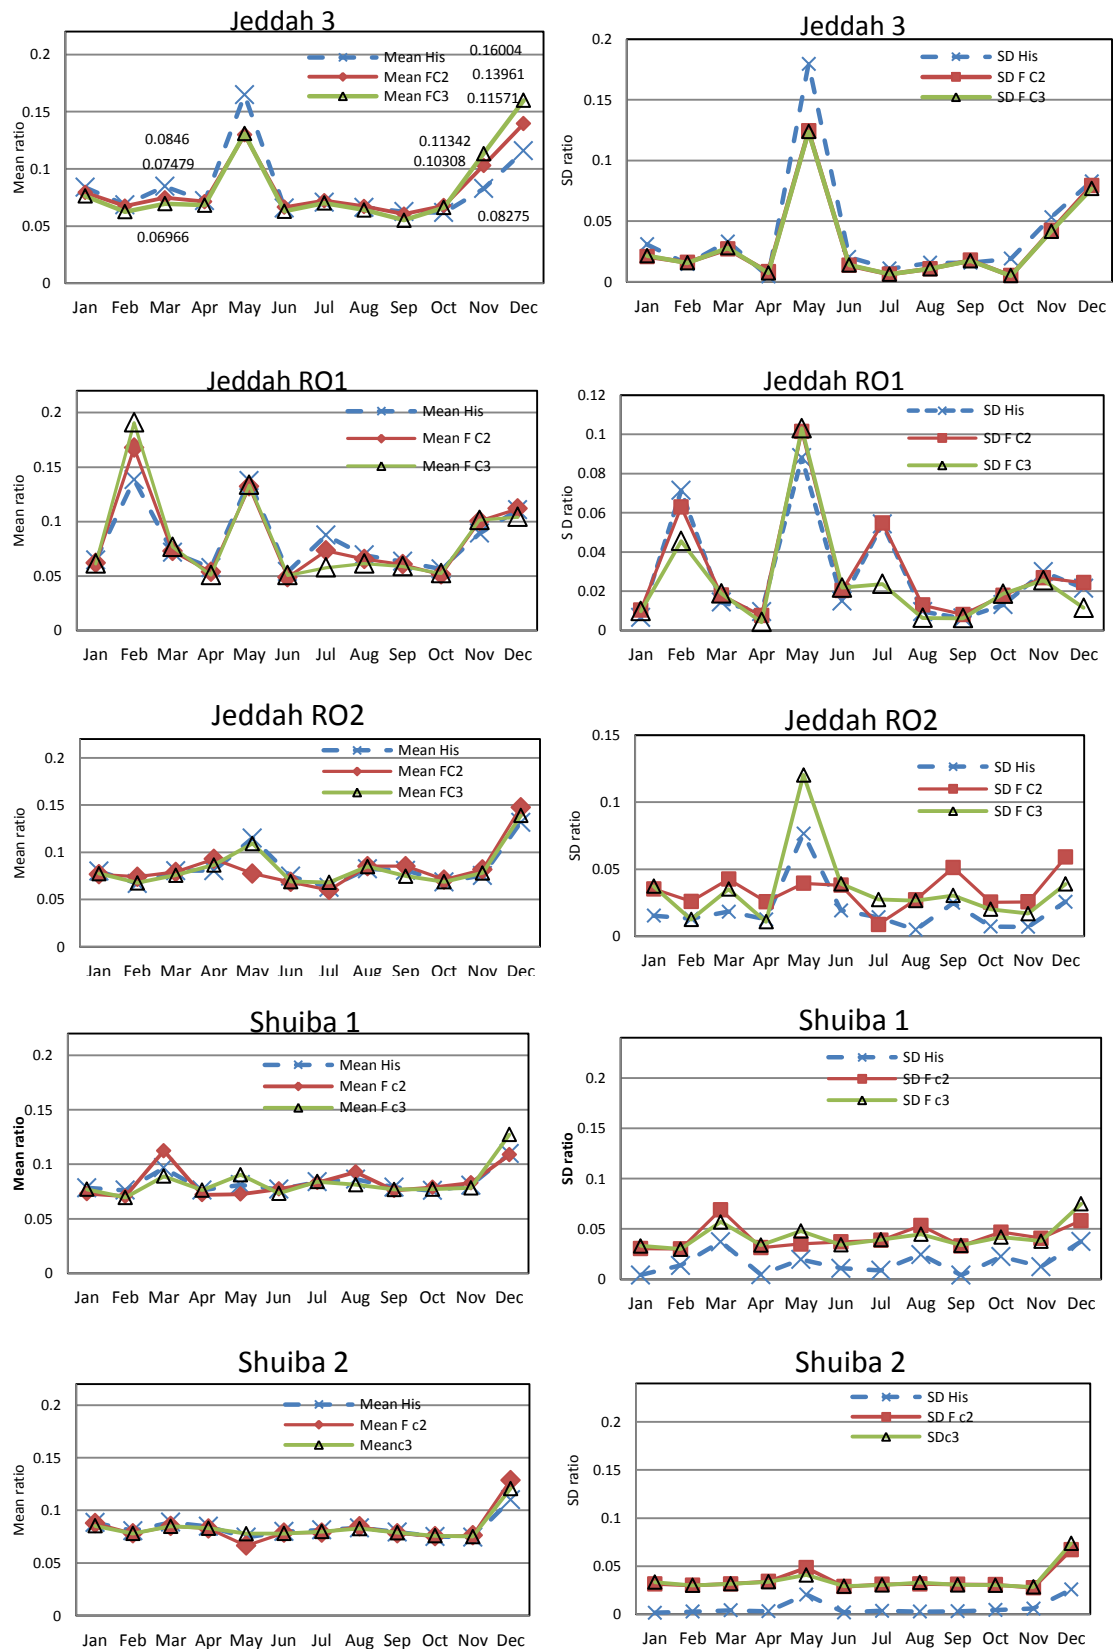 Jeddah 3
0.2
0.15
0.1
0.05
0
Mean ratio
Mean His
Mean FC2
Mean FC3
0.16004
0.13961
0.11571
0.0846
0.07479
0.06966
0.11342
0.10308
0.08275
Jan Feb Mar Apr May Jun Jul Aug Sep Oct Nov Dec
Jeddah 3
0.2
0.15
0.1
0.05
0
SD ratio
SD His
SD F C2
SD F C3
Jan Feb Mar Apr May Jun Jul Aug Sep Oct Nov Dec
Jeddah RO1
0.2
0.15
0.1
0.05
0
Mean ratio
Mean His
Mean F C2
Mean F C3
Jan Feb Mar Apr May Jun Jul Aug Sep Oct Nov Dec
Jeddah RO1
0.12
0.1
0.08
0.06
0.04
0.02
0
S D ratio
SD His
SD F C2
SD F C3
Jan Feb Mar Apr May Jun Jul Aug Sep Oct Nov Dec
Jeddah RO2
0.2
0.15
0.1
0.05
0
Mean ratio
Mean His
Mean FC2
Mean FC3
Jan Feb Mar Apr May Jun Jul Aug Sep Oct Nov Dec
Jeddah RO2
0.15
0.1
0.05
0
SD ratio
SD His
SD F C2
SD F C3
Jan Feb Mar Apr May Jun Jul Aug Sep Oct Nov Dec
Shuiba 1
0.2
0.15
0.1
0.05
0
Mean ratio
Mean His
Mean F c2
Mean F c3
Jan Feb Mar Apr May Jun Jul Aug Sep Oct Nov Dec
Shuiba 1
0.2
0.15
0.1
0.05
0
SD ratio
SD His
SD F c2
SD F c3
Jan Feb Mar Apr May Jun Jul Aug Sep Oct Nov Dec
Shuiba 2
0.2
0.15
0.1
0.05
0
Mean ratio
Mean His
Mean F c2
Meanc3
Jan Feb Mar Apr May Jun Jul Aug Sep Oct Nov Dec
Shuiba 2
0.2
0.15
0.1
0.05
0
SD ratio
SD His
SD F c2
SDc3
Jan Feb Mar Apr May Jun Jul Aug Sep Oct Nov Dec